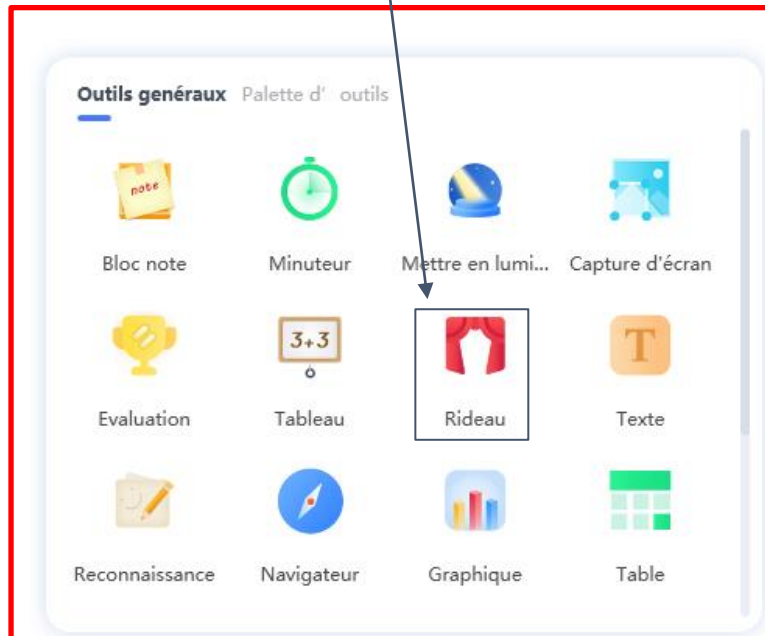 Outils genéraux Palette d' outils
note
Bloc note Minuteur Mettre en lumi... Capture d'écran
3+3 T
Evaluation Tableau Rideau Texte
Reconnaissance Navigateur Graphique Table